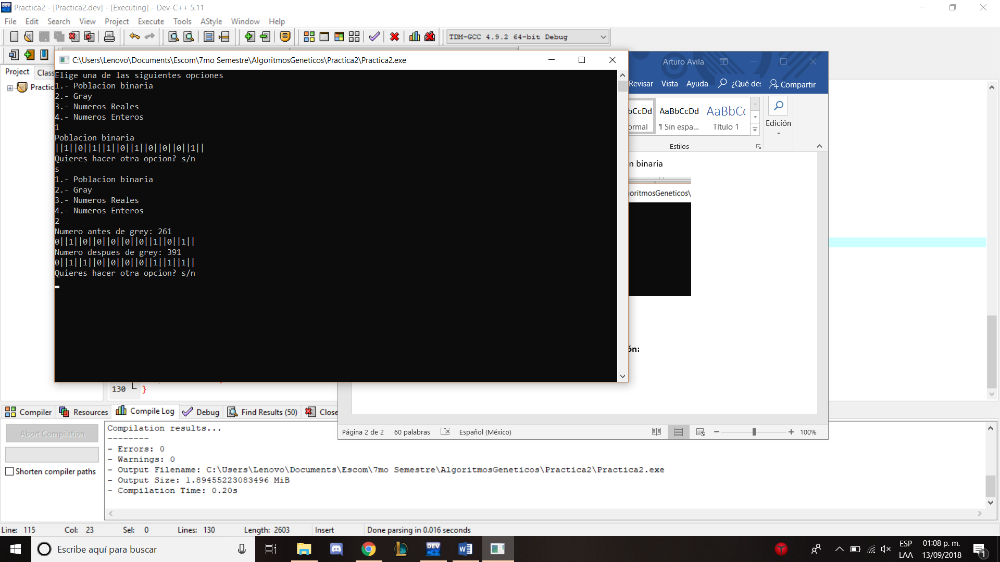 Practica2 - [Practica2.dev] - [Executing] - Dev-C++ 5.11
File Edit Search View Project Execute Tools AStyle Window Help
TDM-GCC 4.9.2 64-bit Debug
Project Class
Practic
C:\Users\Lenovo\Documents\Escom\7mo Semestre\AlgoritmosGeneticos\Practica2\Practica2.exe
Elige una de las siguientes opciones
1.- Poblacion binaria
2.- Gray
3.- Numeros Reales
4.- Numeros Enteros
1
Poblacion binaria
||1||0||1||1||0||1||0||0||0||1||
Quieres hacer otra opcion? s/n
s
1.- Poblacion binaria
2.- Gray
3.- Numeros Reales
4.- Numeros Enteros
2
Numero antes de grey: 261
0||1||0||0||0||0||0||1||0||1||
Numero despues de grey: 391
0||1||1||0||0||0||0||1||1||1||
Quieres hacer otra opcion? s/n
Arturo Avila
Revisar Vista Ayuda ¿Qué de: Compartir
bCcDd AaBbCcDd AaBbCc
ormal ¶ Sin espa... Título 1
Edición
Estilos
n binaria
goritmosGeneticos\
ón:
Página 2 de 2 60 palabras Español (México) 100%
130 }
Compiler Resources Compile Log Debug Find Results (50) Close
Abort Compilation
Shorten compiler paths
Compilation results...
--------
- Errors: 0
- Warnings: 0
- Output Filename: C:\Users\Lenovo\Documents\Escom\7mo Semestre\AlgoritmosGeneticos\Practica2\Practica2.exe
- Output Size: 1.89455223083496 MiB
- Compilation Time: 0.20s
Line: 115 Col: 23 Sel: 0 Lines: 130 Length: 2603 Insert Done parsing in 0.016 seconds
Escribe aquí para buscar
DEV C++
ESP
LAA
01:08 p. m.
13/09/2018
1